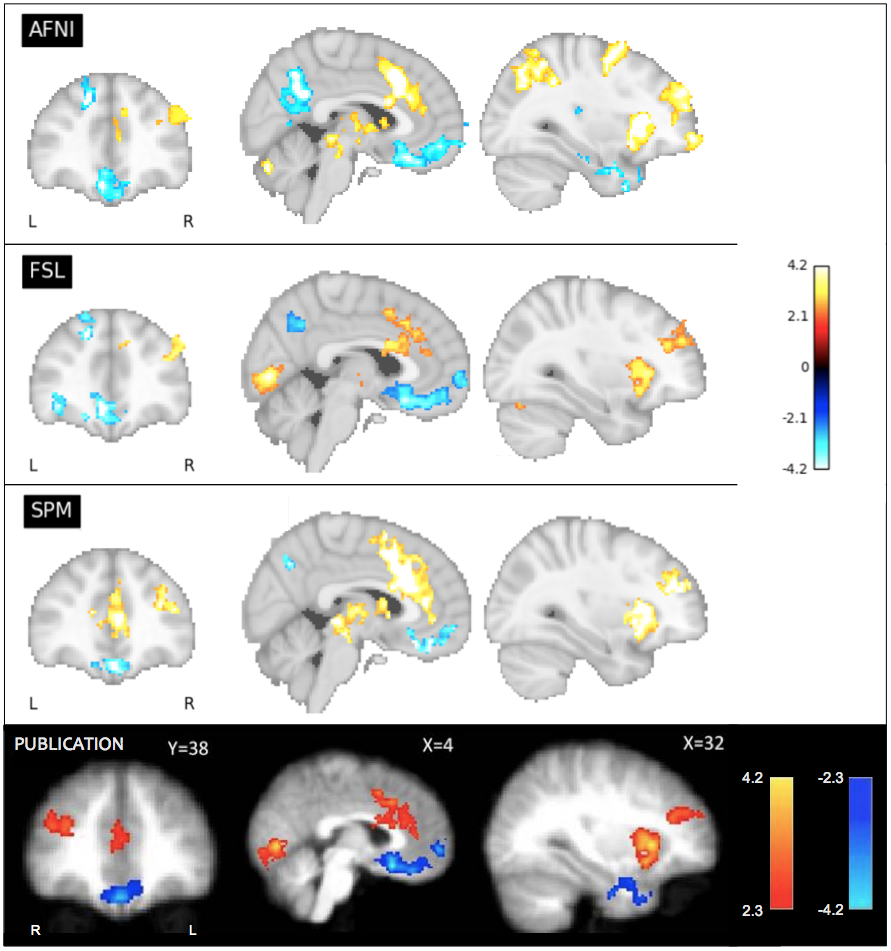 AFNI
L R
FSL
L R
4.2
2.1
0
-2.1
-4.2
SPM
L R
PUBLICATION Y=38 X=4 X=32
4.2 -2.3
2.3 -4.2
R L